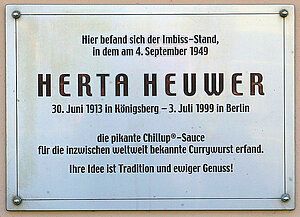 Hier befand sich der Imbiss-Stand,
in dem am 4. September 1949
HERTA HEUWER
30. Juni 1913 in Königsberg – 3. Juli 1999 in Berlin
die pikante Chillup®-Sauce
für die inzwischen weltweit bekannte Currywurst erfand.
Ihre Idee ist Tradition und ewiger Genuss!